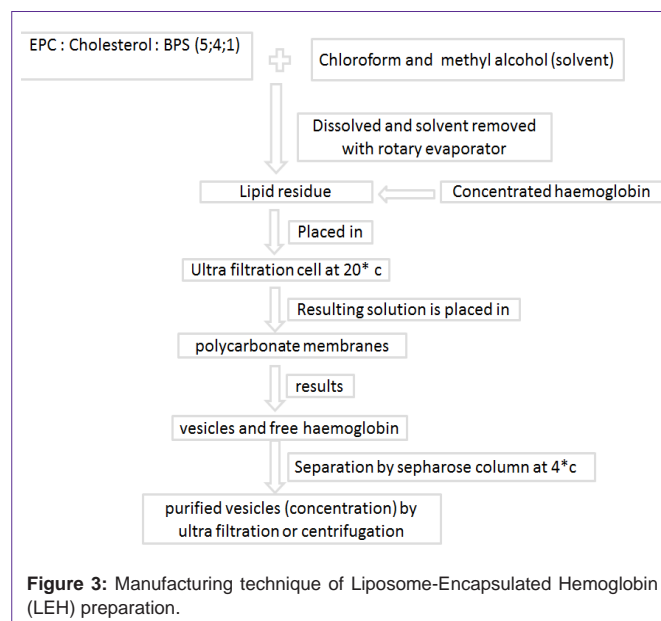 EPC : Cholesterol : BPS (5;4;1)
Chloroform and methyl alcohol (solvent)
Dissolved and solvent removed
with rotary evaporator
Lipid residue
Concentrated haemoglobin
Placed in
Ultra filtration cell at 20* c
Resulting solution is placed in
polycarbonate membranes
results
vesicles and free haemoglobin
Separation by sepharose column at 4*c
purified vesicles (concentration) by
ultra filtration or centrifugation
Figure 3: Manufacturing technique of Liposome-Encapsulated Hemoglobin
(LEH) preparation.